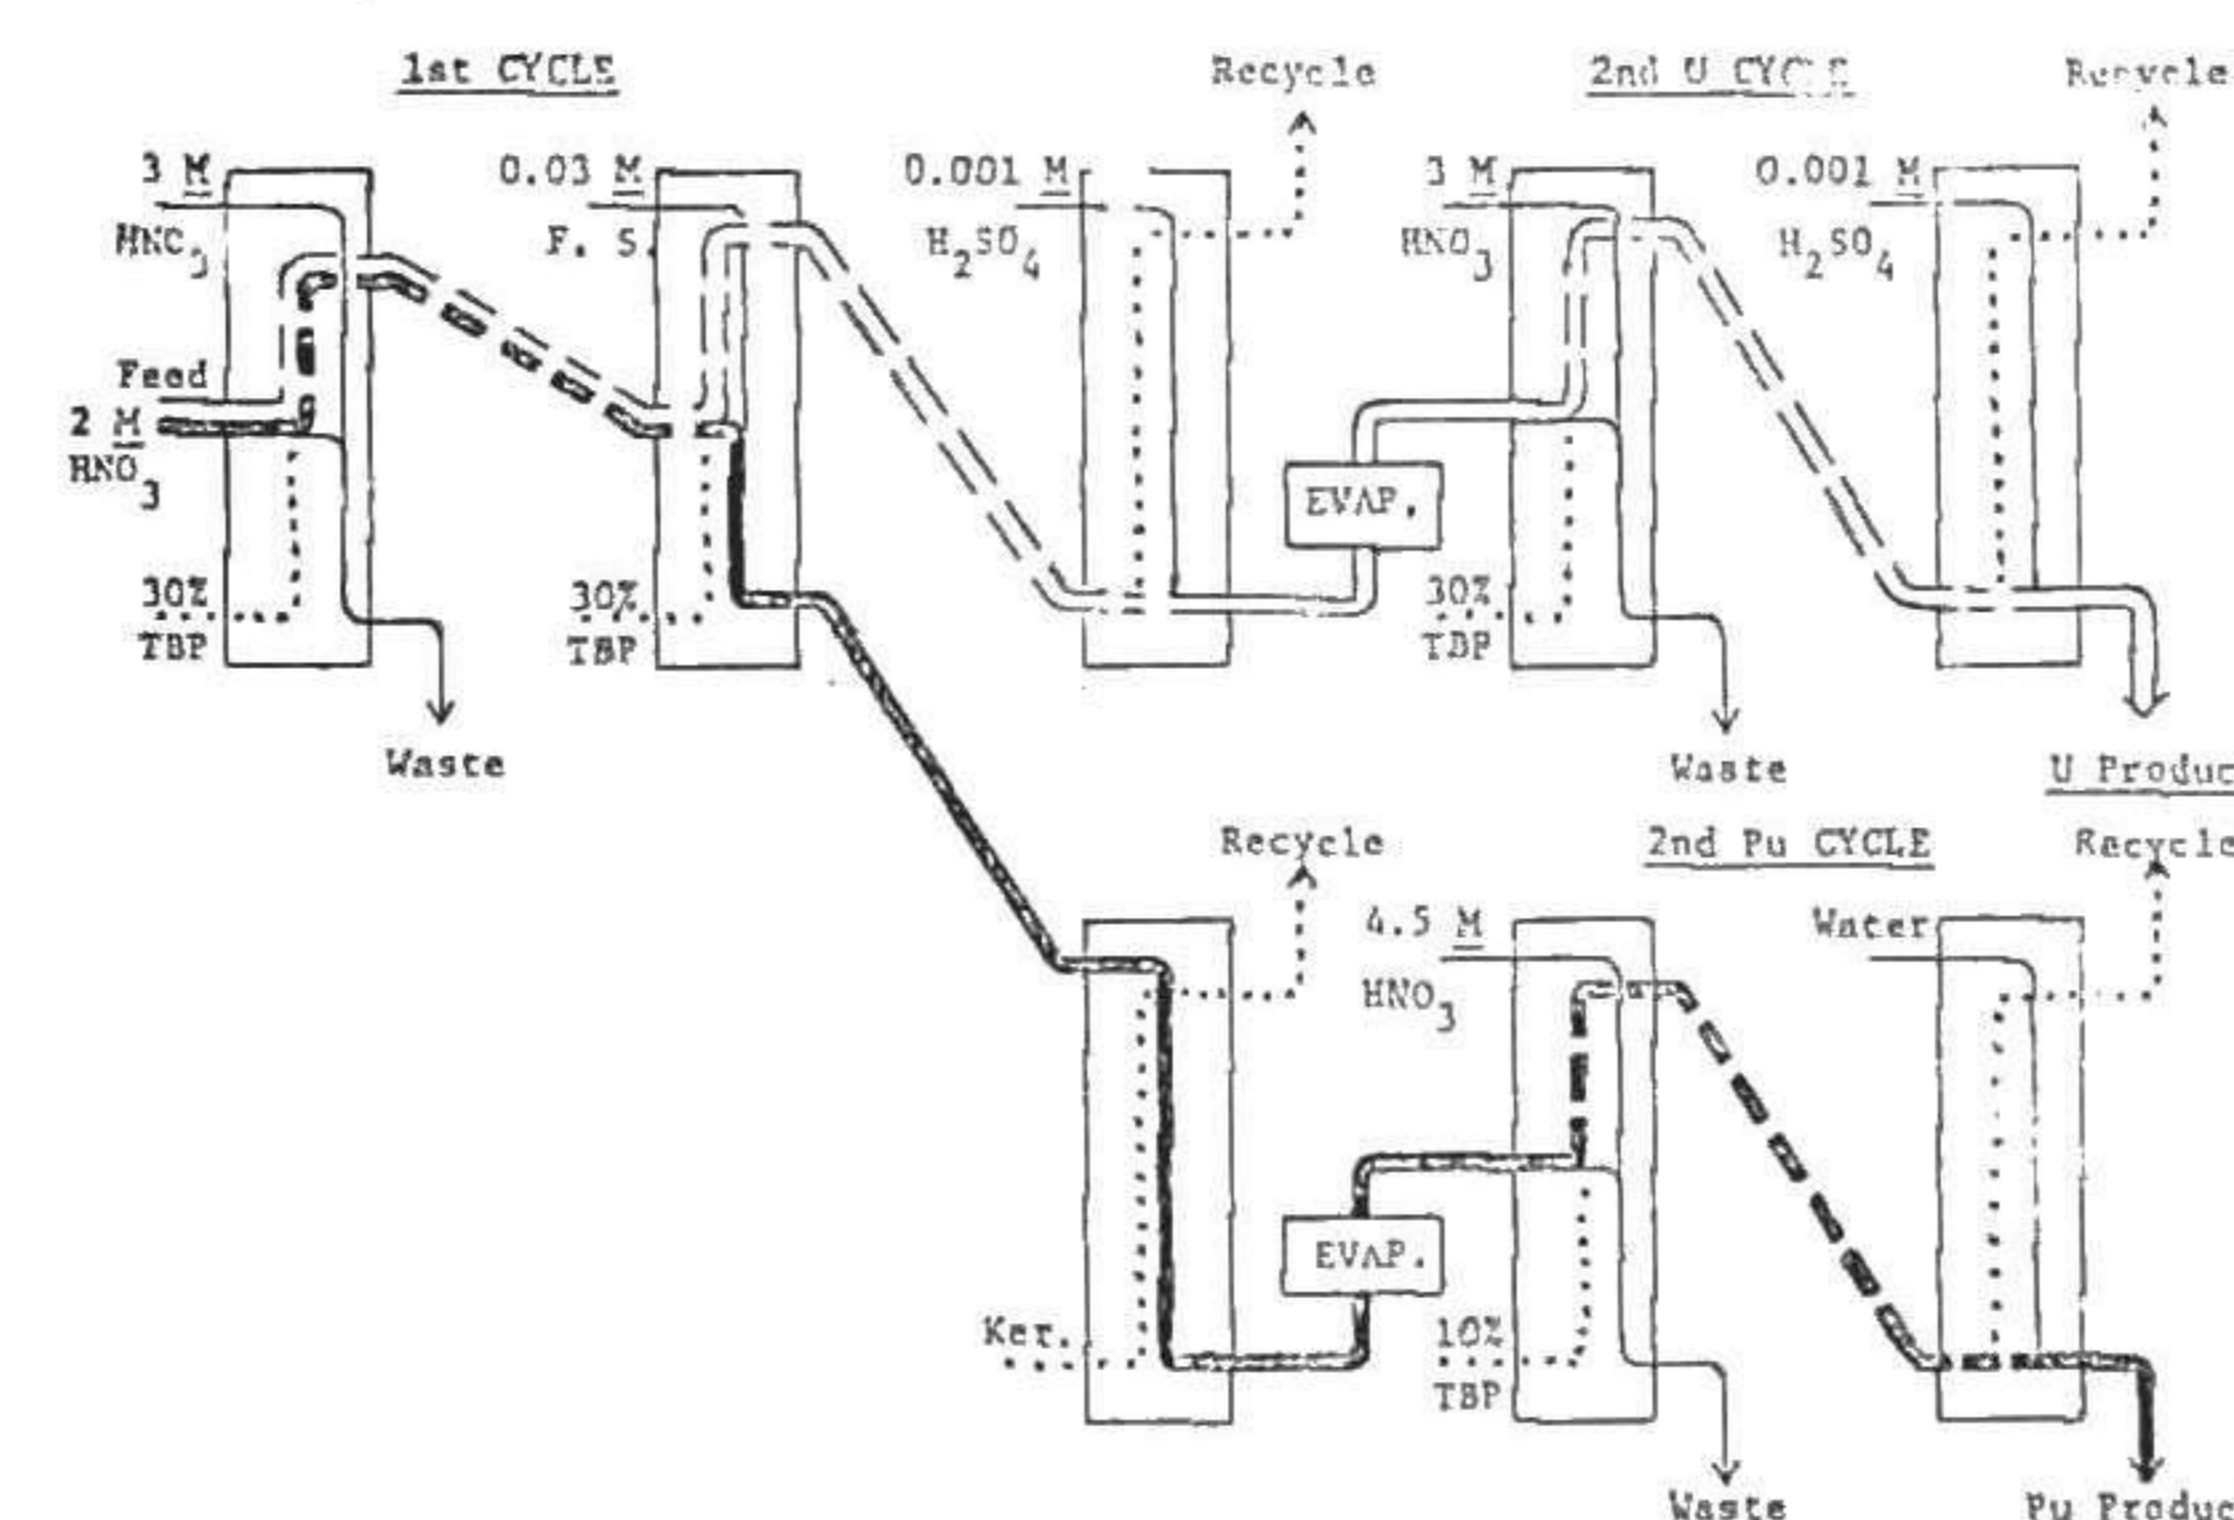 1st CYCLE
Recycle
2nd U CYCLE
Recycle
3 M
HNO3
0.03 M
F. S.
0.001 M
H2SO4
3 M
HNO3
0.001 M
H2SO4
Feed
2 M
HNO3
EVAP.
30%
TBP
30%
TBP
30%
TBP
Waste
Waste
U Produc
Recycle
2nd Pu CYCLE
Recycle
4.5 M
HNO3
Water
EVAP.
Ker.
10%
TBP
Waste
Pu Produc